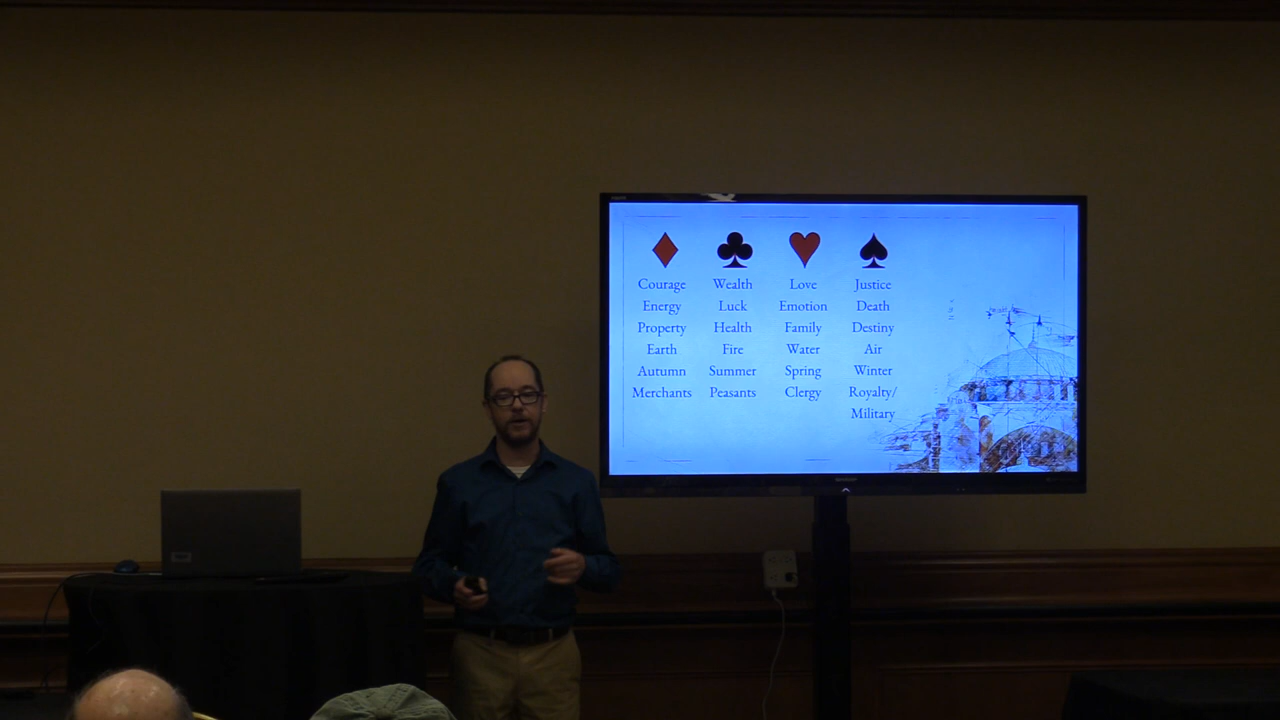 Courage Wealth Love Justice
Energy Luck Emotion Death
Property Health Family Destiny
Earth Fire Water Air
Autumn Summer Spring Winter
Merchants Peasants Clergy Royalty/
Military
SHARP